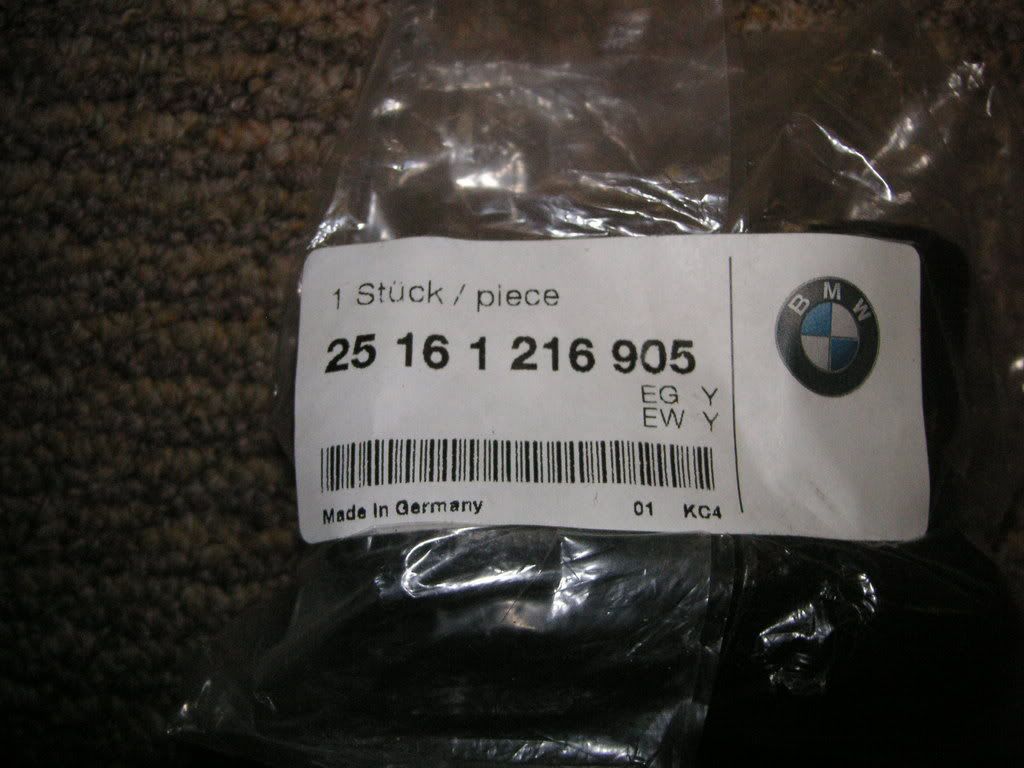 1 Stück / piece
25 16 1 216 905
EG Y
EW Y
Made in Germany 01 KC4
BMW